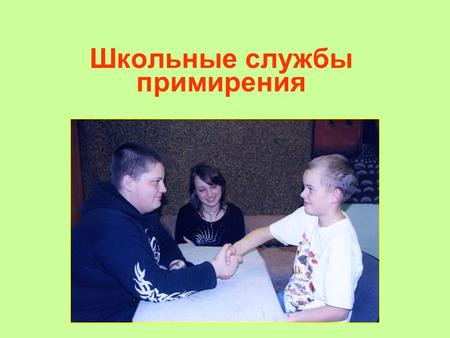 Школьные службы
примирения